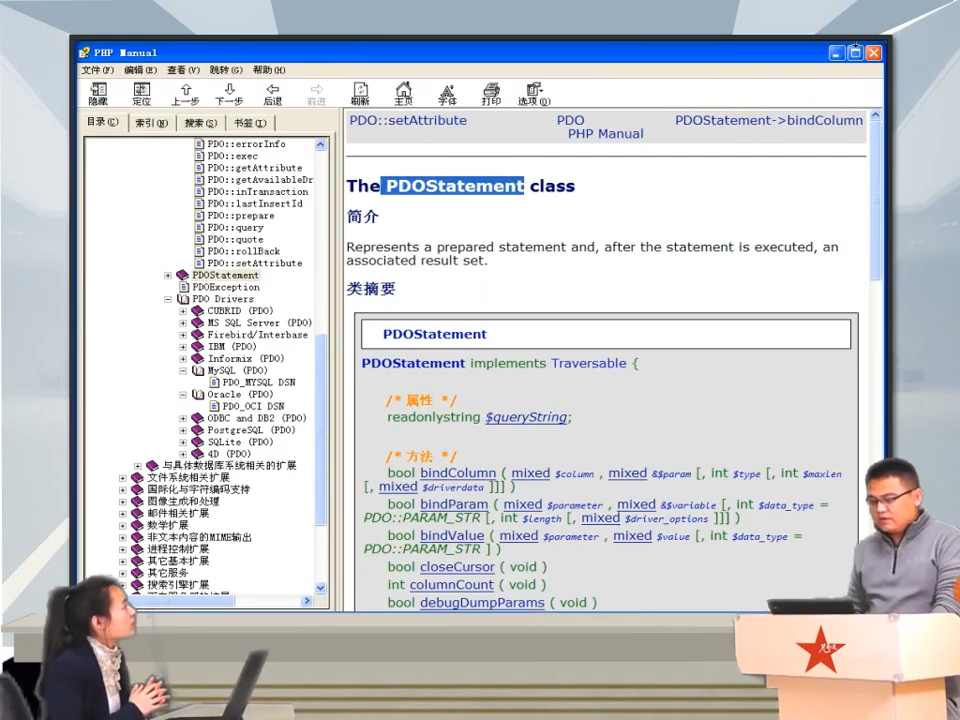 PHP Manual
文件(F) 编辑(E) 查看(V) 跳转(G) 帮助(H)
隐藏 定位 上一步 下一步 后退 前进 刷新 主页 字体 打印 选项(O)
目录(C) 索引(N) 搜索(S) 书签(I)
PDO::errorInfo
PDO::exec
PDO::getAttribute
PDO::getAvailableDr
PDO::inTransaction
PDO::lastInsertId
PDO::prepare
PDO::query
PDO::quote
PDO::rollBack
PDO::setAttribute
PDOStatement
PDOException
PDO Drivers
CUBRID (PDO)
MS SQL Server (PDO)
Firebird/Interbase
IBM (PDO)
Informix (PDO)
MySQL (PDO)
PDO_MYSQL DSN
Oracle (PDO)
PDO_OCI DSN
ODBC and DB2 (PDO)
PostgreSQL (PDO)
SQLite (PDO)
4D (PDO)
与具体数据库系统相关的扩展
文件系统相关扩展
国际化与字符编码支持
图像生成和处理
邮件相关扩展
数学扩展
非文本内容的MIME输出
进程控制扩展
其它基本扩展
其它服务
搜索引擎扩展
PDO::setAttribute PDO PDOStatement->bindColumn
PHP Manual
The PDOStatement class
简介
Represents a prepared statement and, after the statement is executed, an
associated result set.
类摘要
PDOStatement
PDOStatement implements Traversable {
/* 属性 */
readonlystring $queryString;
/* 方法 */
bool bindColumn ( mixed $column , mixed &$param [, int $type [, int $maxlen
[, mixed $driverdata ]]] )
bool bindParam ( mixed $parameter , mixed &$variable [, int $data_type =
PDO::PARAM_STR [, int $length [, mixed $driver_options ]]] )
bool bindValue ( mixed $parameter , mixed $value [, int $data_type =
PDO::PARAM_STR ] )
bool closeCursor ( void )
int columnCount ( void )
bool debugDumpParams ( void )